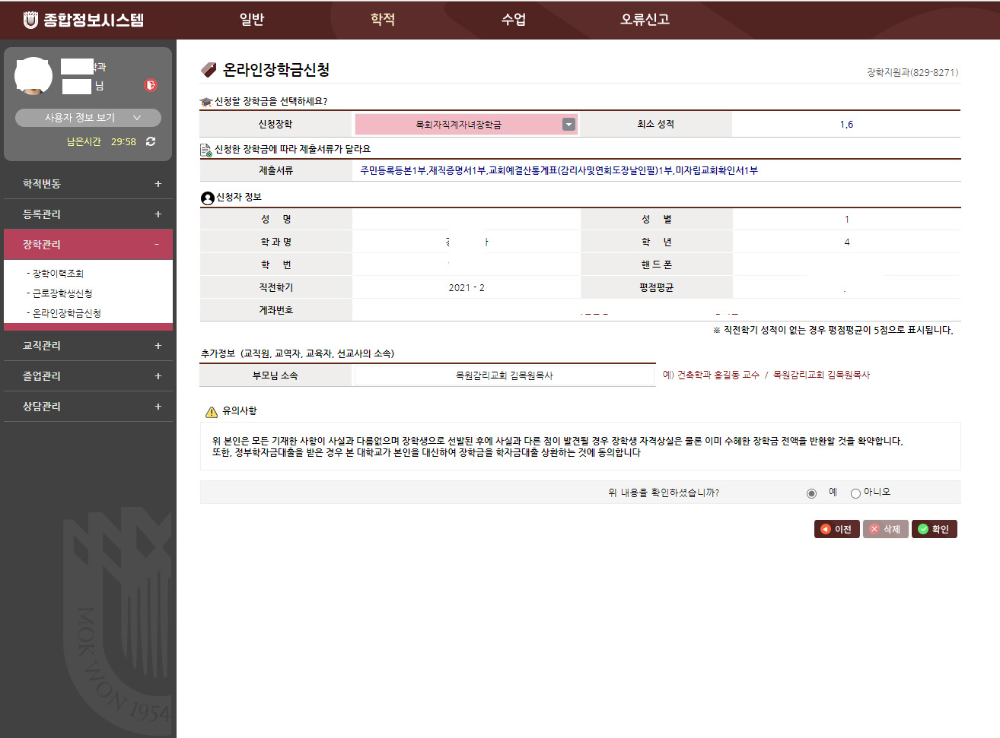 종합정보시스템 일반 학적 수업 오류신고
학과
님
사용자 정보 보기
남은시간 29:58
학적변동 +
등록관리 +
장학관리 -
- 장학이력조회
- 근로장학생신청
- 온라인장학금신청
교직관리 +
졸업관리 +
상담관리 +
MOK WON 1954
온라인장학금신청
장학지원과(829-8271)
신청할 장학금을 선택하세요?
신청장학 목회자직계자녀장학금 최소 성적 1.6
신청한 장학금에 따라 제출서류가 달라요
제출서류 주민등록등본1부,재직증명서1부,교회예결산통계표(감리사및연회도장날인필)1부,미자립교회확인서1부
신청자 정보
성 명 성 별 1
학 과 명 학 년 4
학 번 핸 드 폰
직전학기 2021 - 2 평점평균
계좌번호
※ 직전학기 성적이 없는 경우 평점평균이 5점으로 표시됩니다.
추가정보 (교직원, 교역자, 교육자, 선교사의 소속)
부모님 소속 목원감리교회 김목원목사 예) 건축학과 홍길동 교수 / 목원감리교회 김목원목사
유의사항
위 본인은 모든 기재한 사항이 사실과 다름없으며 장학생으로 선발된 후에 사실과 다른 점이 발견될 경우 장학생 자격상실은 물론 이미 수혜한 장학금 전액을 반환할 것을 확약합니다.
또한, 정부학자금대출을 받은 경우 본 대학교가 본인을 대신하여 장학금을 학자금대출 상환하는 것에 동의합니다
위 내용을 확인하셨습니까? 예 아니오
이전 삭제 확인